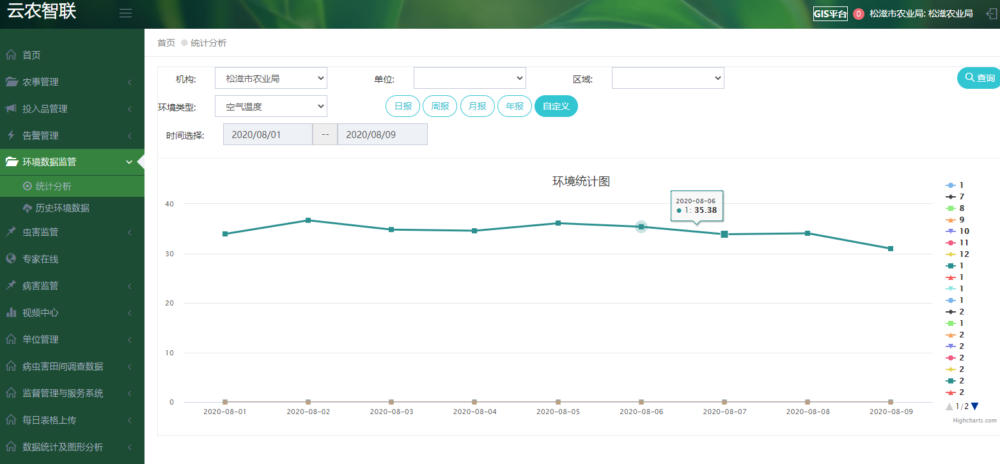 云农智联
GIS平台 0 松滋市农业局: 松滋农业局
首页
农事管理
投入品管理
告警管理
环境数据监管
统计分析
历史环境数据
虫害监管
专家在线
病害监管
视频中心
单位管理
病虫害田间调查数据
监督管理与服务系统
每日表格上传
数据统计及图形分析
首页 统计分析
机构: 松滋市农业局 单位: 区域: 查询
环境类型: 空气温度 日报 周报 月报 年报 自定义
时间选择: 2020/08/01 -- 2020/08/09
环境统计图
2020-08-06
1: 35.38
40
30
20
10
0
2020-08-01 2020-08-02 2020-08-03 2020-08-04 2020-08-05 2020-08-06 2020-08-07 2020-08-08 2020-08-09
1
7
8
9
10
11
12
1
1
1
1
2
1
2
2
2
2
2
2
1/2
Highcharts.com